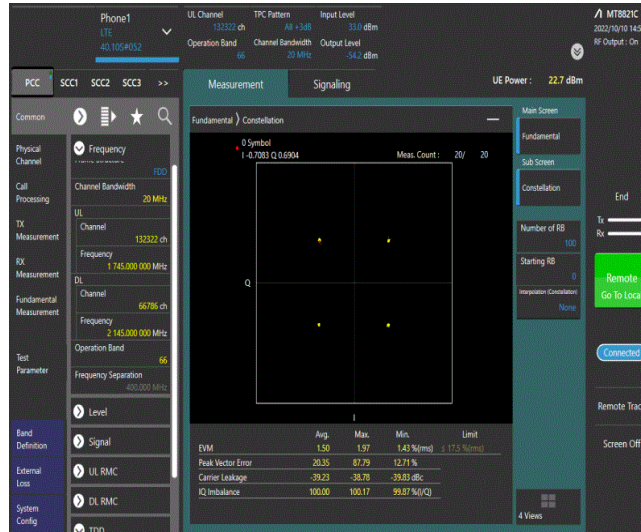 Phone1
LTE
40.10S#052
UL Channel
132322 ch
TPC Pattern
All +3dB
Input Level
33.0 dBm
Operation Band
66
Channel Bandwidth
20 MHz
Output Level
-54.2 dBm
MT8821C
2022/10/10 14:5
RF Output : On
PCC SCC1 SCC2 SCC3 >>
Measurement
Signaling
UE Power : 22.7 dBm
Common
Physical
Channel
Call
Processing
TX
Measurement
RX
Measurement
Fundamental
Measurement
Test
Parameter
Band
Definition
External
Loss
System
Config
Frequency
FDD
Channel Bandwidth
20 MHz
UL
Channel
132322 ch
Frequency
1 745.000 000 MHz
DL
Channel
66786 ch
Frequency
2 145.000 000 MHz
Operation Band
66
Frequency Separation
400.000 MHz
Level
Signal
UL RMC
DL RMC
TDD
Fundamental Constellation
0 Symbol
I -0.7083 Q 0.6904
Meas. Count : 20/ 20
Q
I
Avg. Max. Min. Limit
EVM 1.50 1.97 1.43 %(rms) ≤ 17.5 %(rms)
Peak Vector Error 20.35 87.79 12.71 %
Carrier Leakage -39.23 -38.78 -39.83 dBc
IQ Imbalance 100.00 100.17 99.87 %(I/Q)
Main Screen
Fundamental
Sub Screen
Constellation
Number of RB
100
Starting RB
0
Interpolation (Constellation)
None
4 Views
End
Tx
Rx
Remote
Go To Loca
Connected
Remote Trac
Screen Off